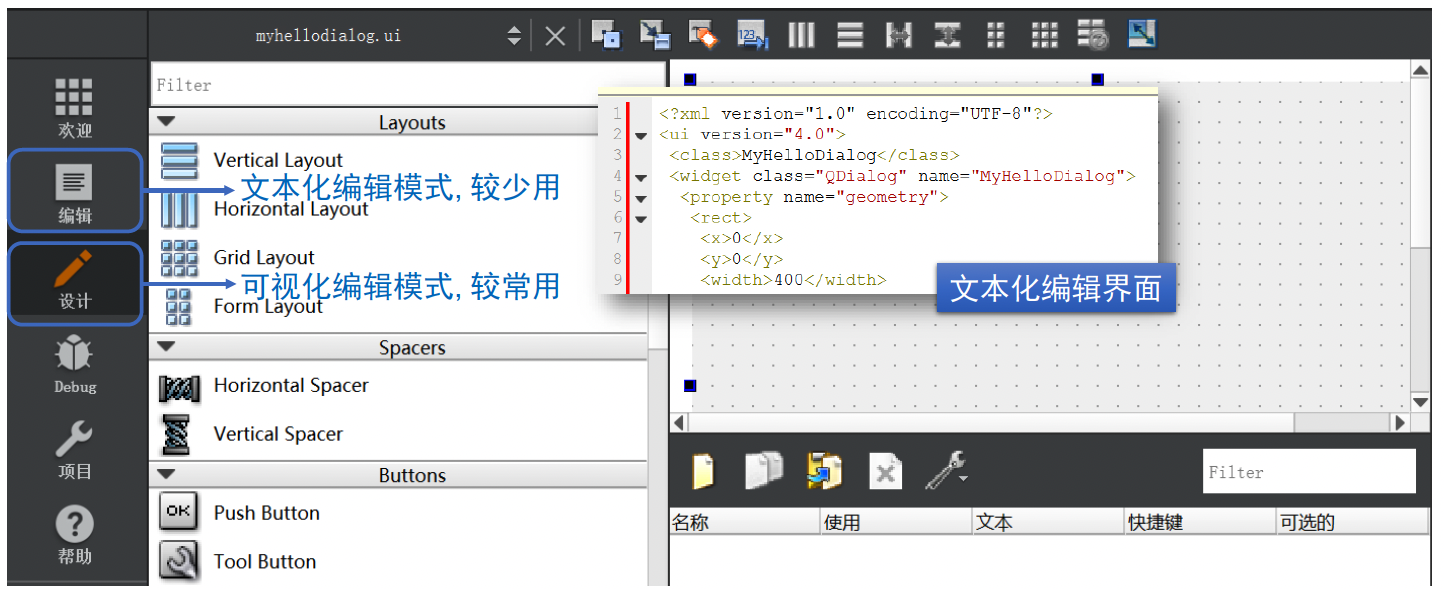 myhellodialog.ui
欢迎
编辑
设计
Debug
项目
帮助
Filter
Layouts
Vertical Layout
文本化编辑模式, 较少用
Horizontal Layout
Grid Layout
可视化编辑模式, 较常用
Form Layout
Spacers
Horizontal Spacer
Vertical Spacer
Buttons
OK
Push Button
Tool Button
123
1 <?xml version="1.0" encoding="UTF-8"?>
2 <ui version="4.0">
3 <class>MyHelloDialog</class>
4 <widget class="QDialog" name="MyHelloDialog">
5 <property name="geometry">
6 <rect>
7 <x>0</x>
8 <y>0</y>
9 <width>400</width>
文本化编辑界面
Filter
名称 使用 文本 快捷键 可选的